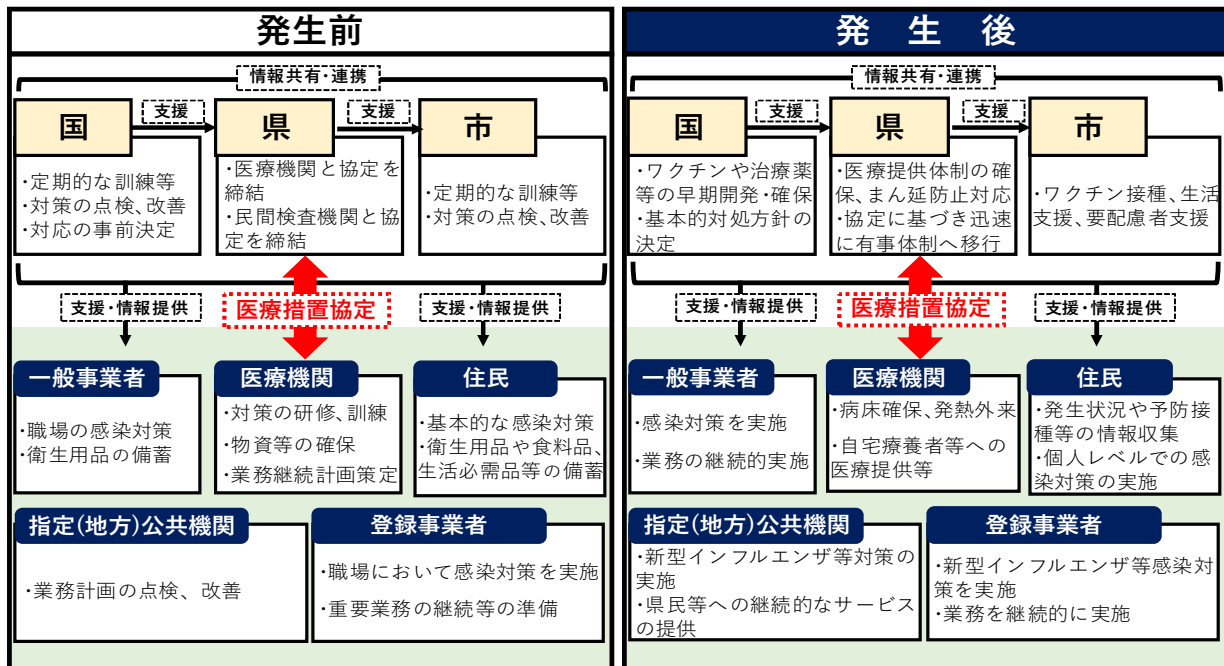 発生前
情報共有・連携
国
支援
県
支援
市
・定期的な訓練等
・対策の点検、改善
・対応の事前決定
・医療機関と協定を
締結
・民間検査機関と協
定を締結
・定期的な訓練等
・対策の点検、改善
支援・情報提供
医療措置協定
支援・情報提供
一般事業者
・職場の感染対策
・衛生用品の備蓄
医療機関
・対策の研修、訓練
・物資等の確保
・業務継続計画策定
住民
・基本的な感染対策
・衛生用品や食料品、
生活必需品等の備蓄
指定(地方)公共機関
・業務計画の点検、改善
登録事業者
・職場において感染対策を実施
・重要業務の継続等の準備
発生後
情報共有・連携
国
支援
県
支援
市
・ワクチンや治療薬
等の早期開発・確保
・基本的対処方針の
決定
・医療提供体制の確
保、まん延防止対応
・協定に基づき迅速
に有事体制へ移行
・ワクチン接種、生活
支援、要配慮者支援
支援・情報提供
医療措置協定
支援・情報提供
一般事業者
・感染対策を実施
・業務の継続的実施
医療機関
・病床確保、発熱外来
・自宅療養者等への
医療提供等
住民
・発生状況や予防接
種等の情報収集
・個人レベルでの感
染対策の実施
指定(地方)公共機関
・新型インフルエンザ等対策の
実施
・県民等への継続的なサービス
の提供
登録事業者
・新型インフルエンザ等感染対
策を実施
・業務を継続的に実施